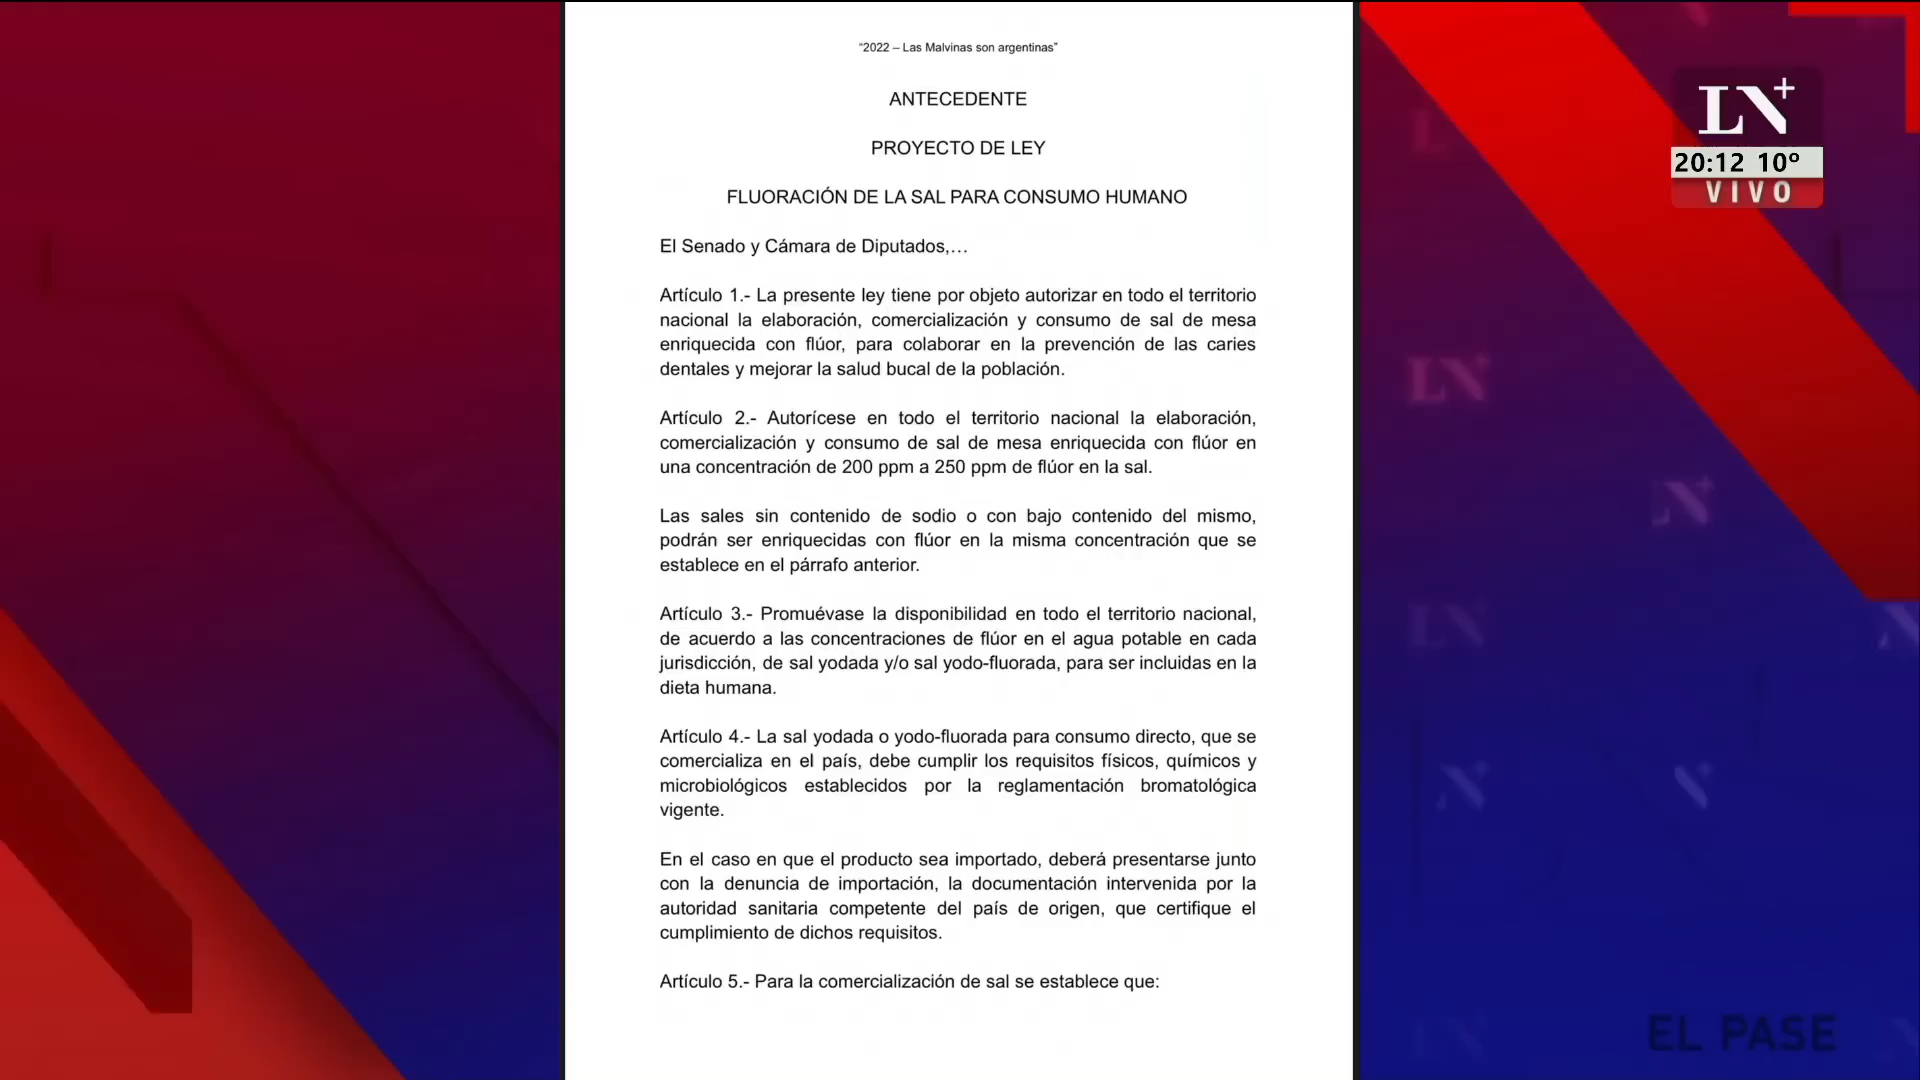 “2022 – Las Malvinas son argentinas”
ANTECEDENTE
PROYECTO DE LEY
FLUORACIÓN DE LA SAL PARA CONSUMO HUMANO
El Senado y Cámara de Diputados,…
Artículo 1.- La presente ley tiene por objeto autorizar en todo el territorio
nacional la elaboración, comercialización y consumo de sal de mesa
enriquecida con flúor, para colaborar en la prevención de las caries
dentales y mejorar la salud bucal de la población.
Artículo 2.- Autorícese en todo el territorio nacional la elaboración,
comercialización y consumo de sal de mesa enriquecida con flúor en
una concentración de 200 ppm a 250 ppm de flúor en la sal.
Las sales sin contenido de sodio o con bajo contenido del mismo,
podrán ser enriquecidas con flúor en la misma concentración que se
establece en el párrafo anterior.
Artículo 3.- Promuévase la disponibilidad en todo el territorio nacional,
de acuerdo a las concentraciones de flúor en el agua potable en cada
jurisdicción, de sal yodada y/o sal yodo-fluorada, para ser incluidas en la
dieta humana.
Artículo 4.- La sal yodada o yodo-fluorada para consumo directo, que se
comercializa en el país, debe cumplir los requisitos físicos, químicos y
microbiológicos establecidos por la reglamentación bromatológica
vigente.
En el caso en que el producto sea importado, deberá presentarse junto
con la denuncia de importación, la documentación intervenida por la
autoridad sanitaria competente del país de origen, que certifique el
cumplimiento de dichos requisitos.
Artículo 5.- Para la comercialización de sal se establece que:
LN+
20:12 10º
VIVO
LN+
LN+
LN+
EL PASE